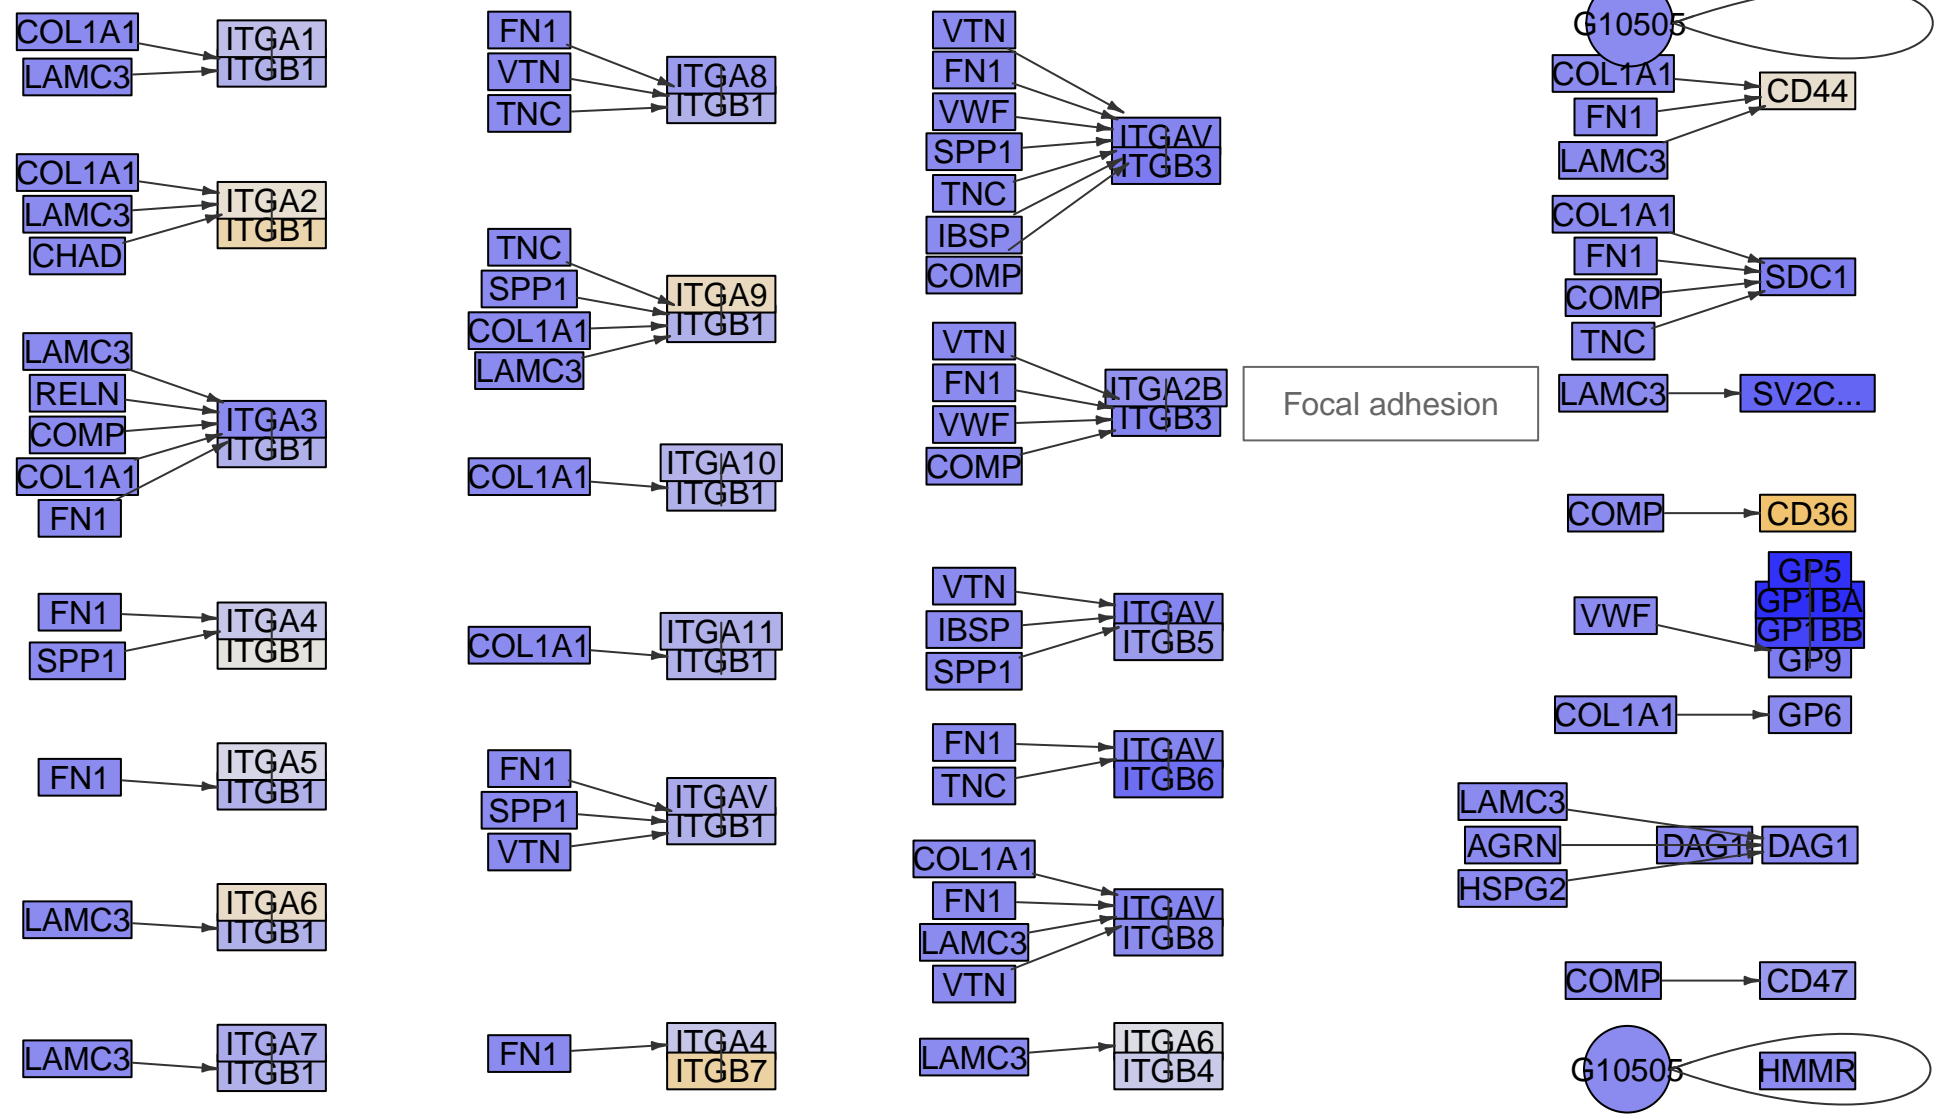 COL1A1
LAMC3
ITGA1
ITGB1
COL1A1
LAMC3
CHAD
ITGA2
ITGB1
LAMC3
RELN
COMP
COL1A1
FN1
ITGA3
ITGB1
FN1
SPP1
ITGA4
ITGB1
FN1
ITGA5
ITGB1
LAMC3
ITGA6
ITGB1
LAMC3
ITGA7
ITGB1
FN1
VTN
TNC
ITGA8
ITGB1
TNC
SPP1
COL1A1
LAMC3
ITGA9
ITGB1
COL1A1
ITGA10
ITGB1
COL1A1
ITGA11
ITGB1
FN1
SPP1
VTN
ITGAV
ITGB1
FN1
ITGA4
ITGB7
VTN
FN1
VWF
SPP1
TNC
IBSP
COMP
ITGAV
ITGB3
VTN
FN1
VWF
COMP
ITGA2B
ITGB3
Focal adhesion
VTN
IBSP
SPP1
ITGAV
ITGB5
FN1
TNC
ITGAV
ITGB6
COL1A1
FN1
LAMC3
VTN
ITGAV
ITGB8
LAMC3
ITGA6
ITGB4
G10505
COL1A1
FN1
LAMC3
CD44
COL1A1
FN1
COMP
TNC
SDC1
LAMC3
SV2C...
COMP
CD36
VWF
GP5
GP1BA
GP1BB
GP9
COL1A1
GP6
LAMC3
AGRN
HSPG2
DAG1
DAG1
COMP
CD47
G10505
HMMR